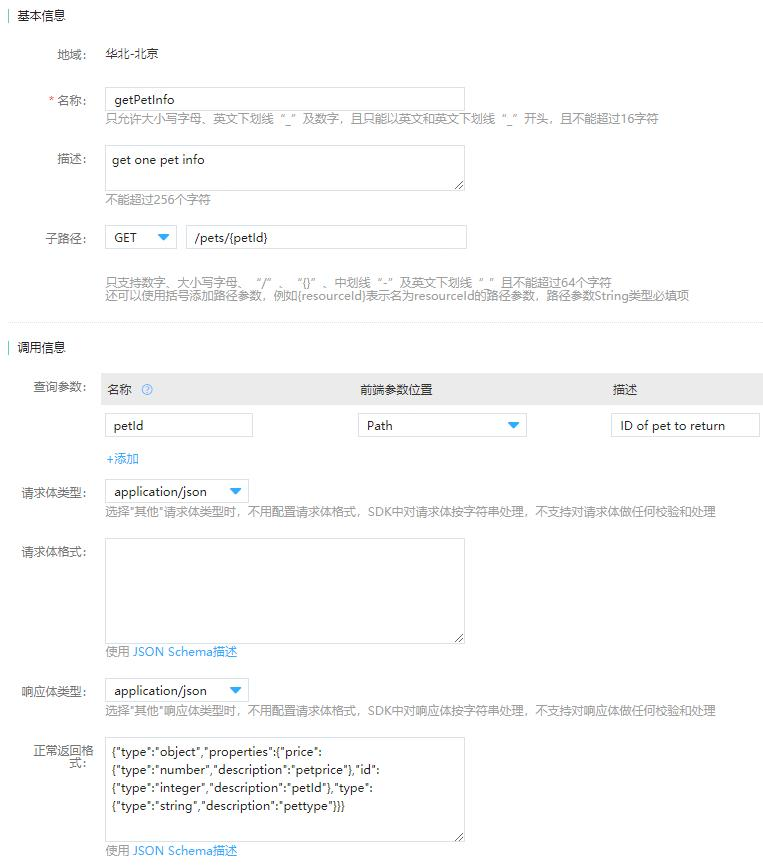 基本信息
地域： 华北-北京
* 名称： getPetInfo
只允许大小写字母、英文下划线“_”及数字，且只能以英文和英文下划线“_”开头，且不能超过16字符
描述： get one pet info
不能超过256个字符
子路径： GET /pets/{petId}
只支持数字、大小写字母、“/”、“{}”、中划线“-”及英文下划线“_”且不能超过64个字符
还可以使用括号添加路径参数，例如{resourceId}表示名为resourceId的路径参数，路径参数String类型必填项
调用信息
查询参数： 名称 ? 前端参数位置 描述
petId Path ID of pet to return
+添加
请求体类型： application/json
选择"其他"请求体类型时，不用配置请求体格式，SDK中对请求体按字符串处理，不支持对请求体做任何校验和处理
请求体格式：
使用 JSON Schema描述
响应体类型： application/json
选择"其他"响应体类型时，不用配置请求体格式，SDK中对响应体按字符串处理，不支持对响应体做任何校验和处理
正常返回格
式：
{"type":"object","properties":{"price":
{"type":"number","description":"petprice"},"id":
{"type":"integer","description":"petId"},"type":
{"type":"string","description":"pettype"}}}
使用 JSON Schema描述